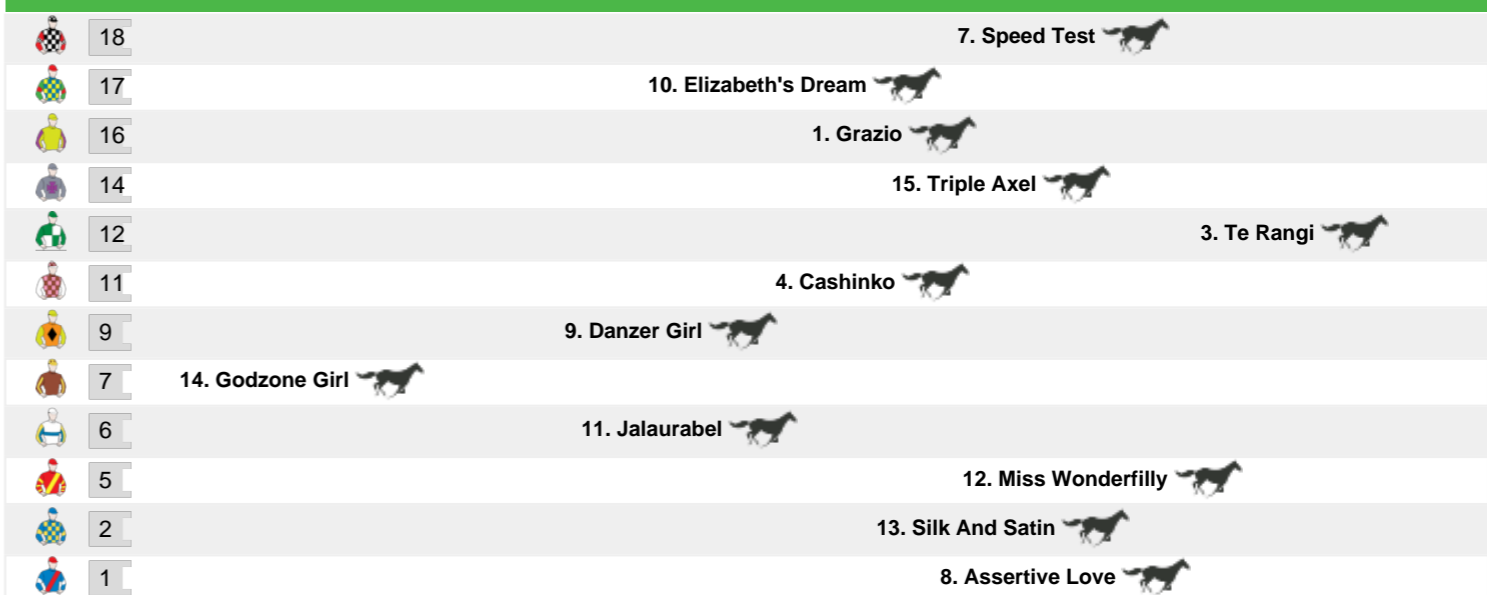 18 7. Speed Test
17 10. Elizabeth's Dream
16 1. Grazio
14 15. Triple Axel
12 3. Te Rangi
11 4. Cashinko
9 9. Danzer Girl
7 14. Godzone Girl
6 11. Jalaurabel
5 12. Miss Wonderfilly
2 13. Silk And Satin
1 8. Assertive Love